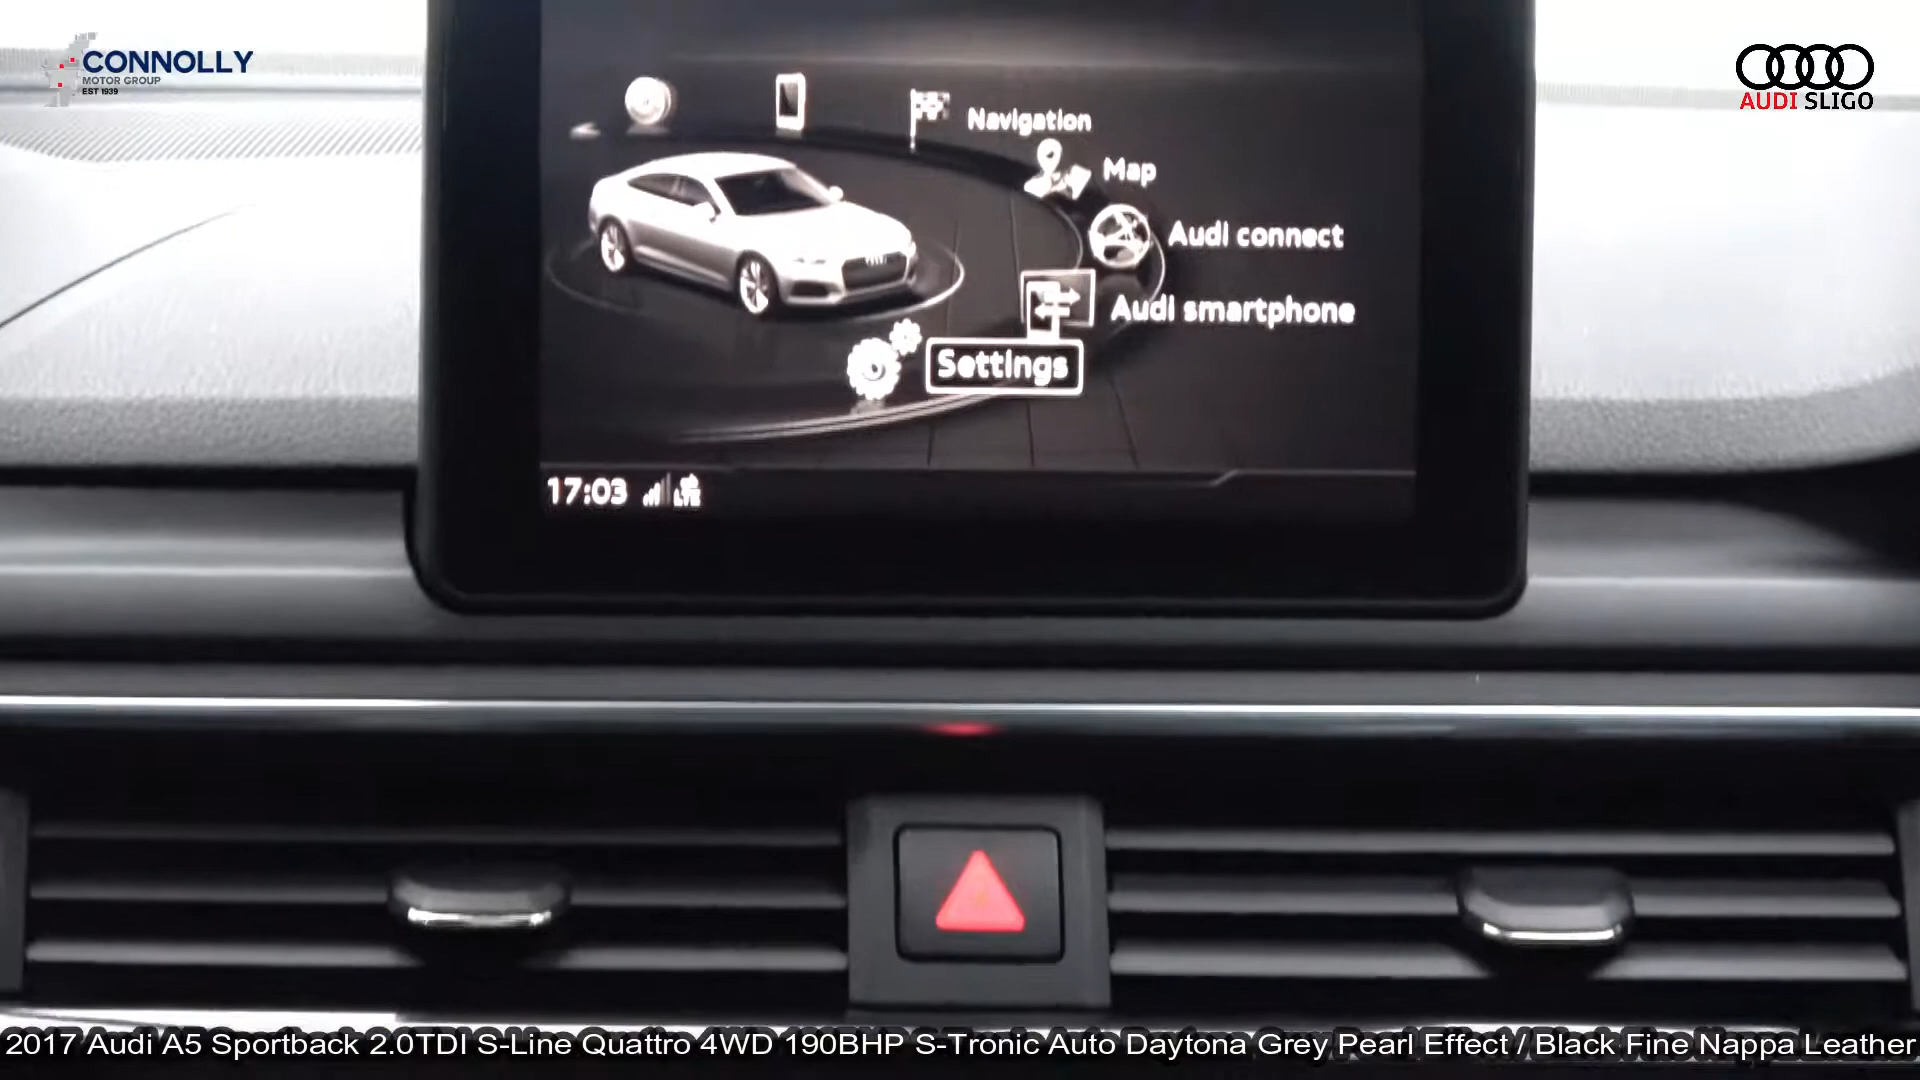 CONNOLLY
MOTOR GROUP
EST 1939
AUDI SLIGO
Navigation
Map
Audi connect
Audi smartphone
Settings
17:03
LTE
2017 Audi A5 Sportback 2.0TDI S-Line Quattro 4WD 190BHP S-Tronic Auto Daytona Grey Pearl Effect / Black Fine Nappa Leather